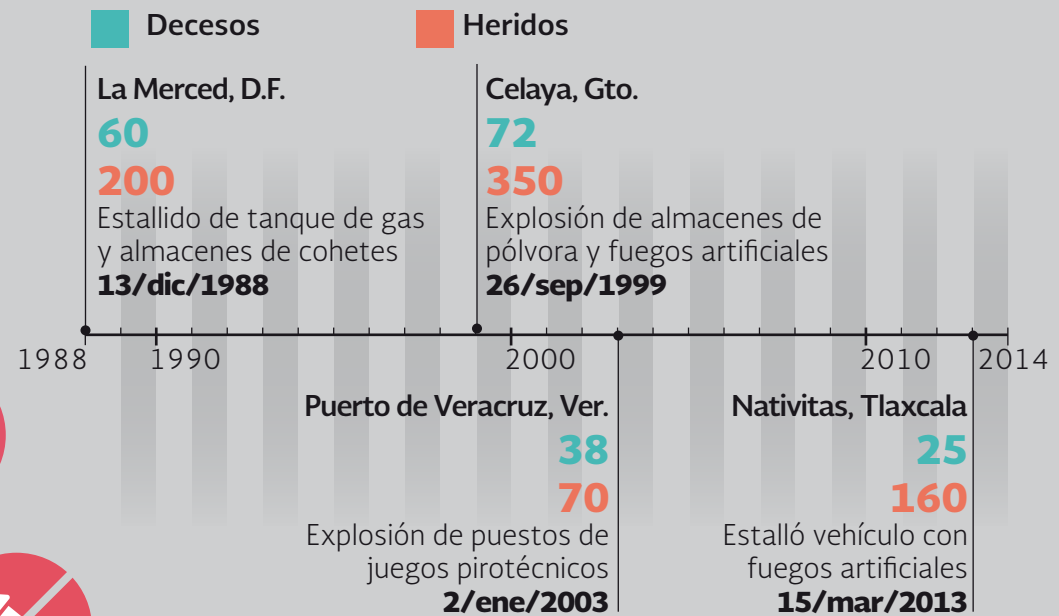 Decesos
Heridos
La Merced, D.F.
60
200
Estallido de tanque de gas
y almacenes de cohetes
13/dic/1988
Celaya, Gto.
72
350
Explosión de almacenes de
pólvora y fuegos artificiales
26/sep/1999
1988
1990
2000
2010
2014
Puerto de Veracruz, Ver.
38
70
Explosión de puestos de
juegos pirotécnicos
2/ene/2003
Nativitas, Tlaxcala
25
160
Estalló vehículo con
fuegos artificiales
15/mar/2013